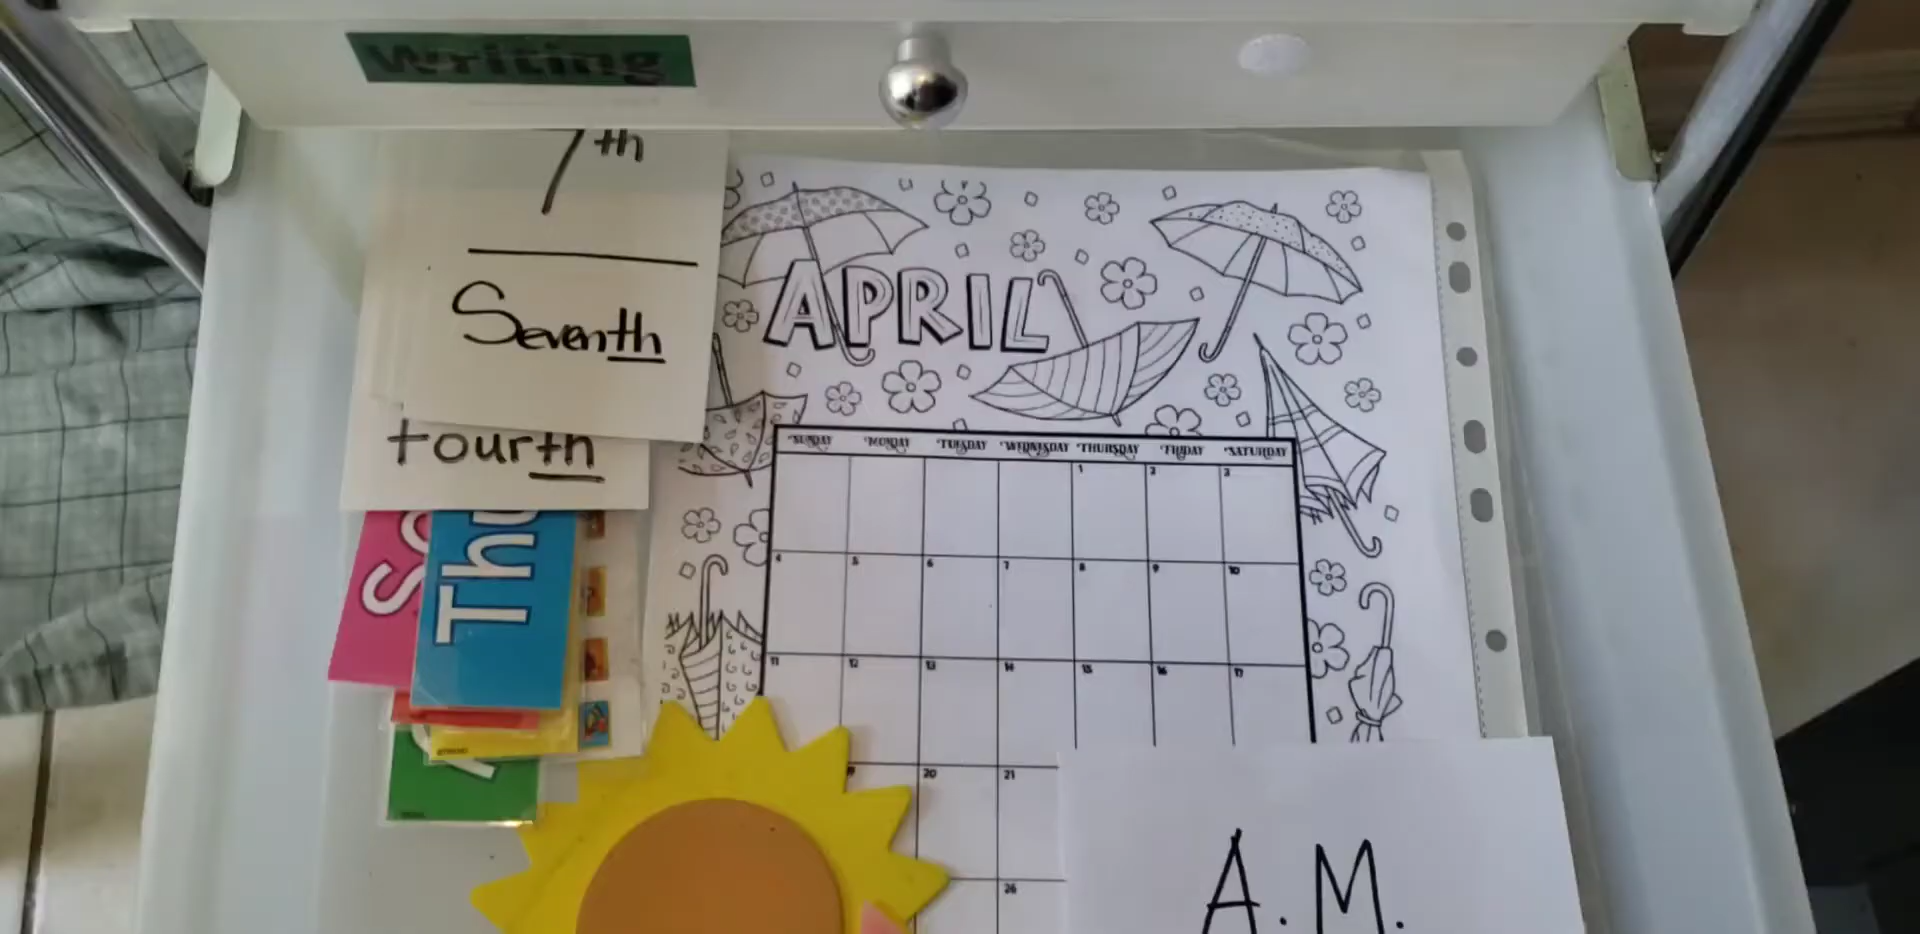 Writing
7th
Seventh
fourth
APRIL
SUNDAY MONDAY TUESDAY WEDNESDAY THURSDAY FRIDAY SATURDAY
1 2 3
4 5 6 7 8 9 10
11 12 13 14 15 16 17
19 20 21
26
A.M.